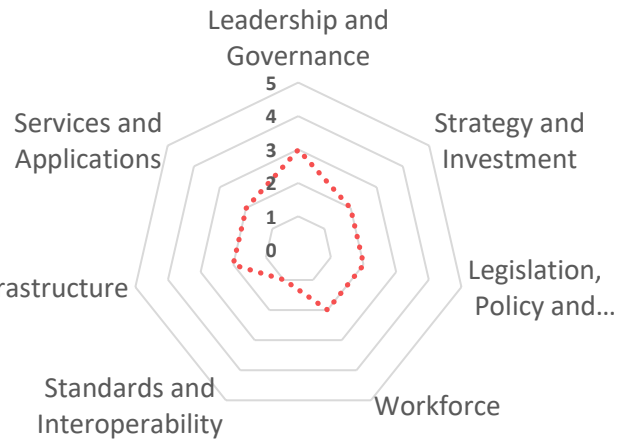 Leadership and
Governance
5
4
3
2
1
0
Strategy and
Investment
Legislation,
Policy and...
Workforce
Standards and
Interoperability
rastructure
Services and
Applications